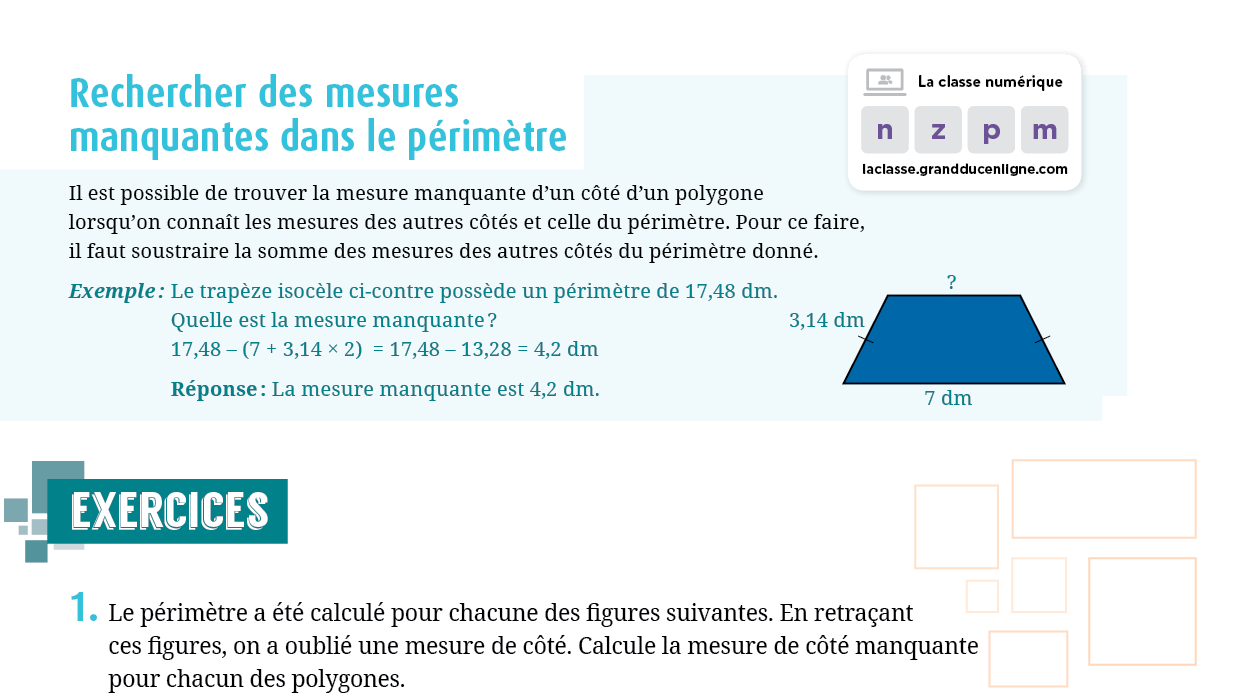 Rechercher des mesures
manquantes dans le périmètre
La classe numérique
n z p m
laclasse.grandducenligne.com
Il est possible de trouver la mesure manquante d’un côté d’un polygone
lorsqu’on connaît les mesures des autres côtés et celle du périmètre. Pour ce faire,
il faut soustraire la somme des mesures des autres côtés du périmètre donné.
Exemple : Le trapèze isocèle ci-contre possède un périmètre de 17,48 dm.
Quelle est la mesure manquante ?
17,48 – (7 + 3,14 × 2) = 17,48 – 13,28 = 4,2 dm
Réponse : La mesure manquante est 4,2 dm.
?
3,14 dm
7 dm
EXERCICES
1. Le périmètre a été calculé pour chacune des figures suivantes. En retraçant
ces figures, on a oublié une mesure de côté. Calcule la mesure de côté manquante
pour chacun des polygones.